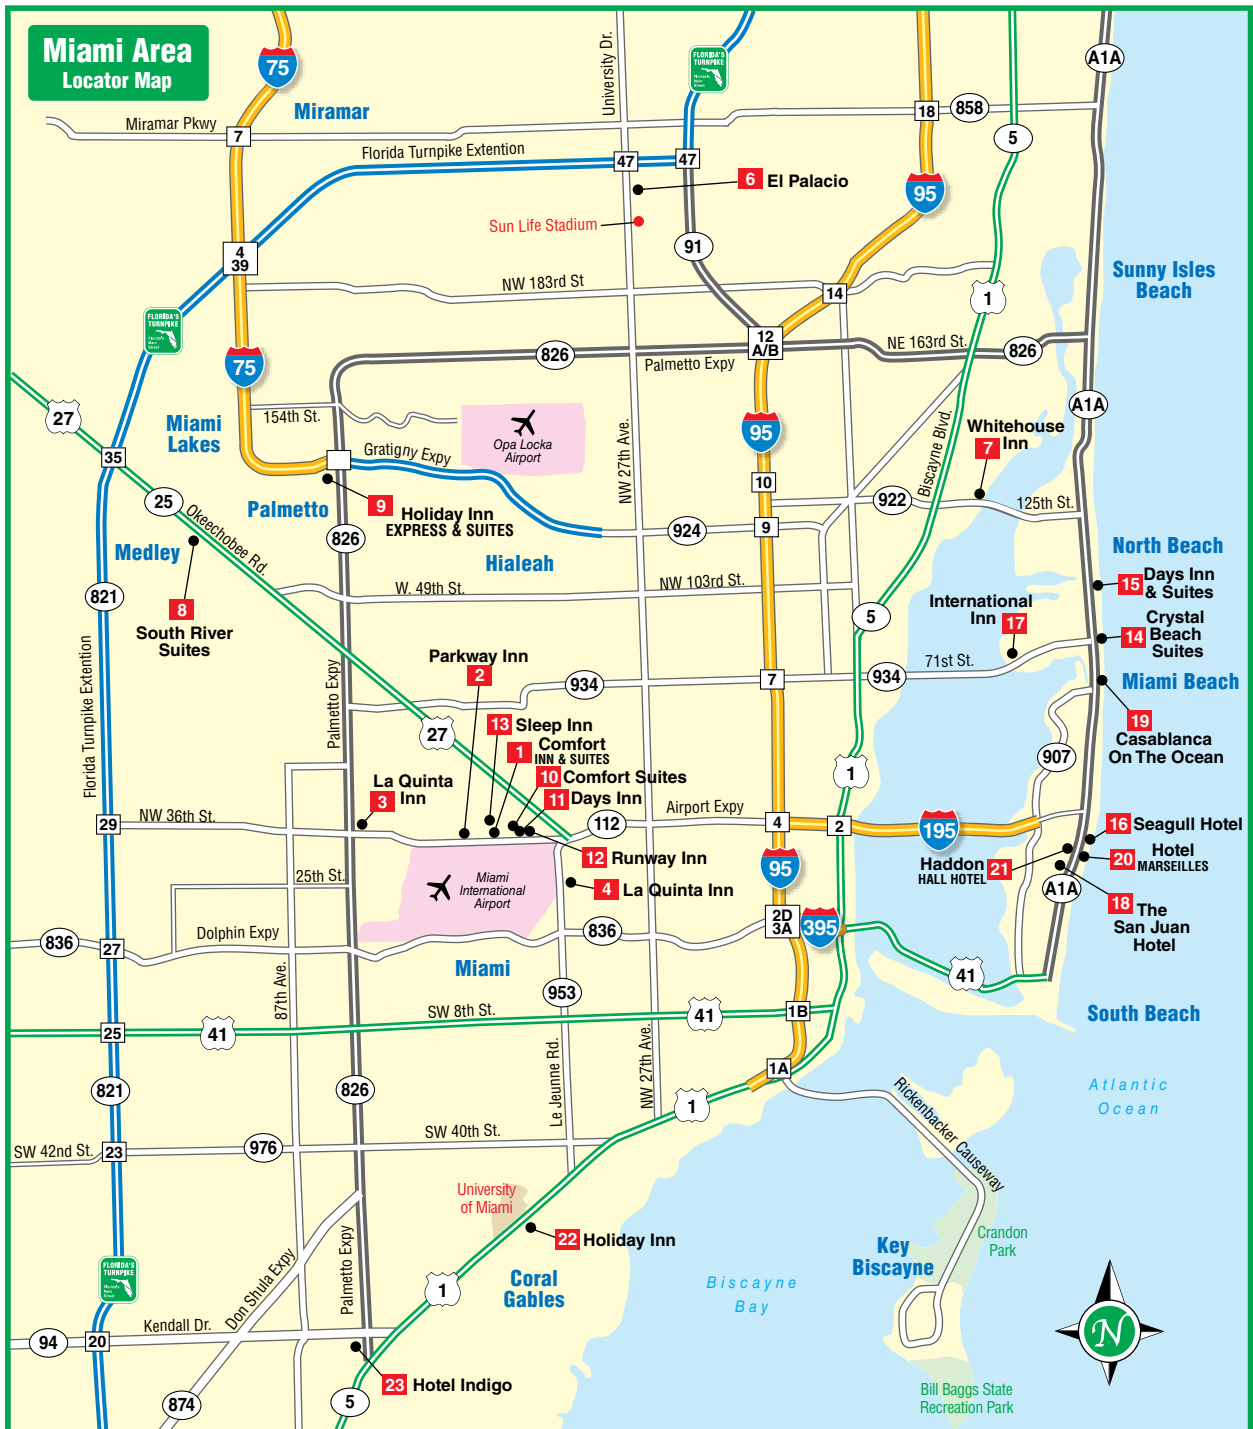 Miami Area
Locator Map
75
Miramar
Miramar Pkwy
7
University Dr.
FLORIDA'S
TURNPIKE
18
858
A1A
5
Florida Turnpike Extention
47
47
6 El Palacio
95
Sun Life Stadium
91
4
39
Sunny Isles
Beach
NW 183rd St
14
1
FLORIDA'S
TURNPIKE
12
A/B
NE 163rd St.
826
826
Palmetto Expy
75
27
Miami
Lakes
154th St.
Opa Locka
Airport
NW 27th Ave.
95
Biscayne Blvd.
A1A
Whitehouse
7 Inn
35
Gratigny Expy
10
25
Okeechobee Rd.
Palmetto
9 Holiday Inn
EXPRESS & SUITES
922
125th St.
826
924
9
Medley
Hialeah
North Beach
821
W. 49th St.
NW 103rd St.
15 Days Inn
& Suites
8
South River
Suites
International
Inn 17
5
14 Crystal
Beach
Suites
Florida Turnpike Extention
Palmetto Expy
Parkway Inn
2
934
7
934
71st St.
Miami Beach
27
13 Sleep Inn
1 Comfort
INN & SUITES
19
Casablanca
On The Ocean
907
La Quinta
3 Inn
10 Comfort Suites
11 Days Inn
1
29
NW 36th St.
112
Airport Expy
4
2
195
16 Seagull Hotel
12 Runway Inn
Haddon
HALL HOTEL 21
20 Hotel
MARSEILLES
25th St.
Miami
International
Airport
4 La Quinta Inn
95
A1A
18 The
San Juan
Hotel
836
27
Dolphin Expy
836
2D
3A
395
Miami
41
87th Ave.
953
SW 8th St.
41
1B
South Beach
25
41
821
826
Le Jeunne Rd.
NW 27th Ave.
1A
1
Rickenbacker Causeway
Atlantic
Ocean
SW 42nd St.
23
976
SW 40th St.
University
of Miami
22 Holiday Inn
Crandon
Park
Key
Biscayne
FLORIDA'S
TURNPIKE
Don Shula Expy
Palmetto Expy
1
Coral
Gables
Biscayne
Bay
N
94
20
Kendall Dr.
23 Hotel Indigo
874
5
Bill Baggs State
Recreation Park